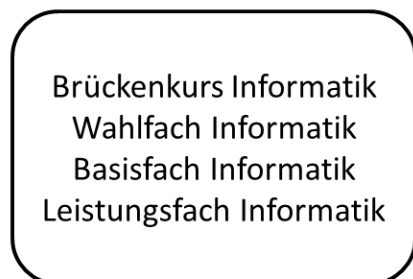 Brückenkurs Informatik
Wahlfach Informatik
Basisfach Informatik
Leistungsfach Informatik